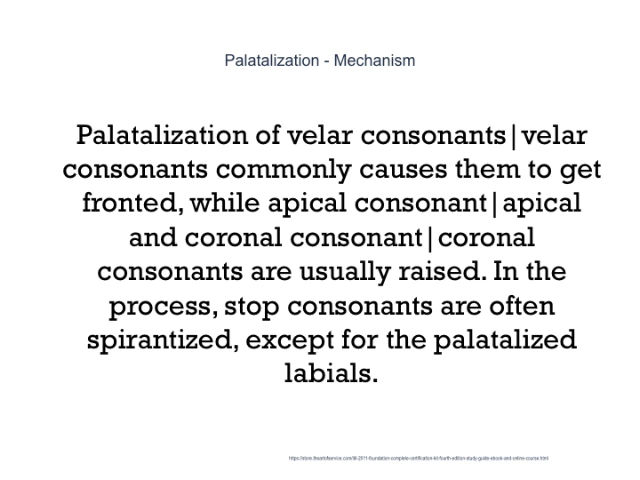 Palatalization - Mechanism
Palatalization of velar consonants|velar
consonants commonly causes them to get
fronted, while apical consonant|apical
and coronal consonant|coronal
consonants are usually raised. In the
process, stop consonants are often
spirantized, except for the palatalized
labials.